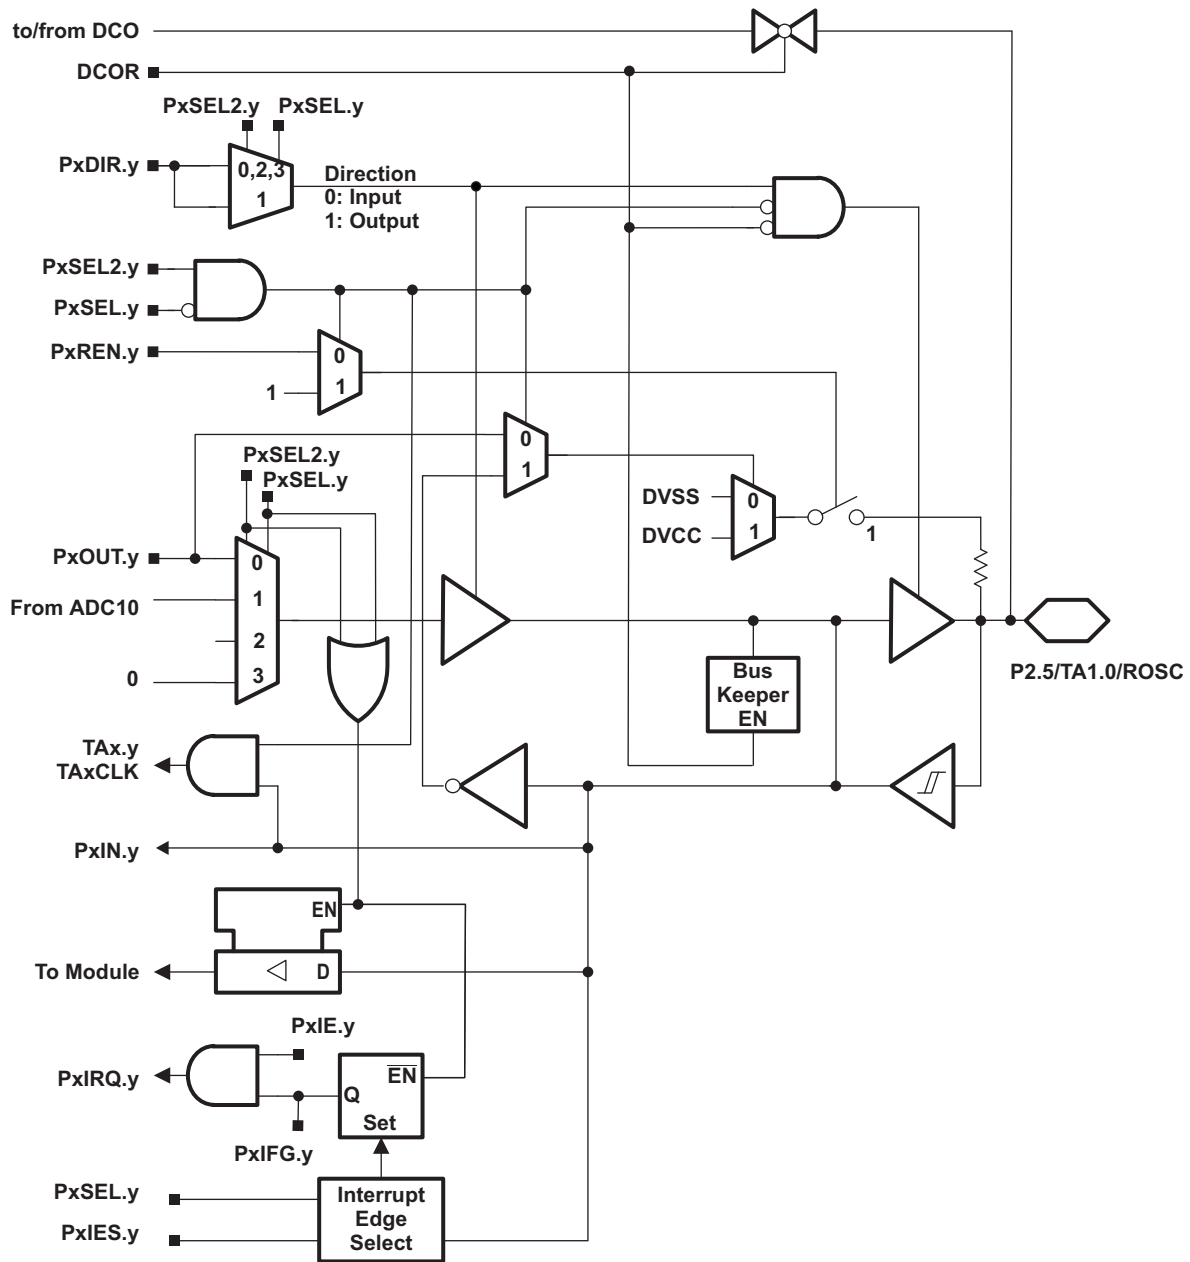 to/from DCO
DCOR
PxSEL2.y PxSEL.y
PxDIR.y
0,2,3
1
Direction
0: Input
1: Output
PxSEL2.y
PxSEL.y
PxREN.y
0
1
1
0
1
PxSEL2.y
PxSEL.y
DVSS
DVCC
0
1
1
PxOUT.y
From ADC10
0
0
1
2
3
Bus
Keeper
EN
P2.5/TA1.0/ROSC
TAx.y
TAxCLK
PxIN.y
EN
To Module
D
PxIE.y
PxIRQ.y
EN
Q
Set
PxIFG.y
PxSEL.y
PxIES.y
Interrupt
Edge
Select